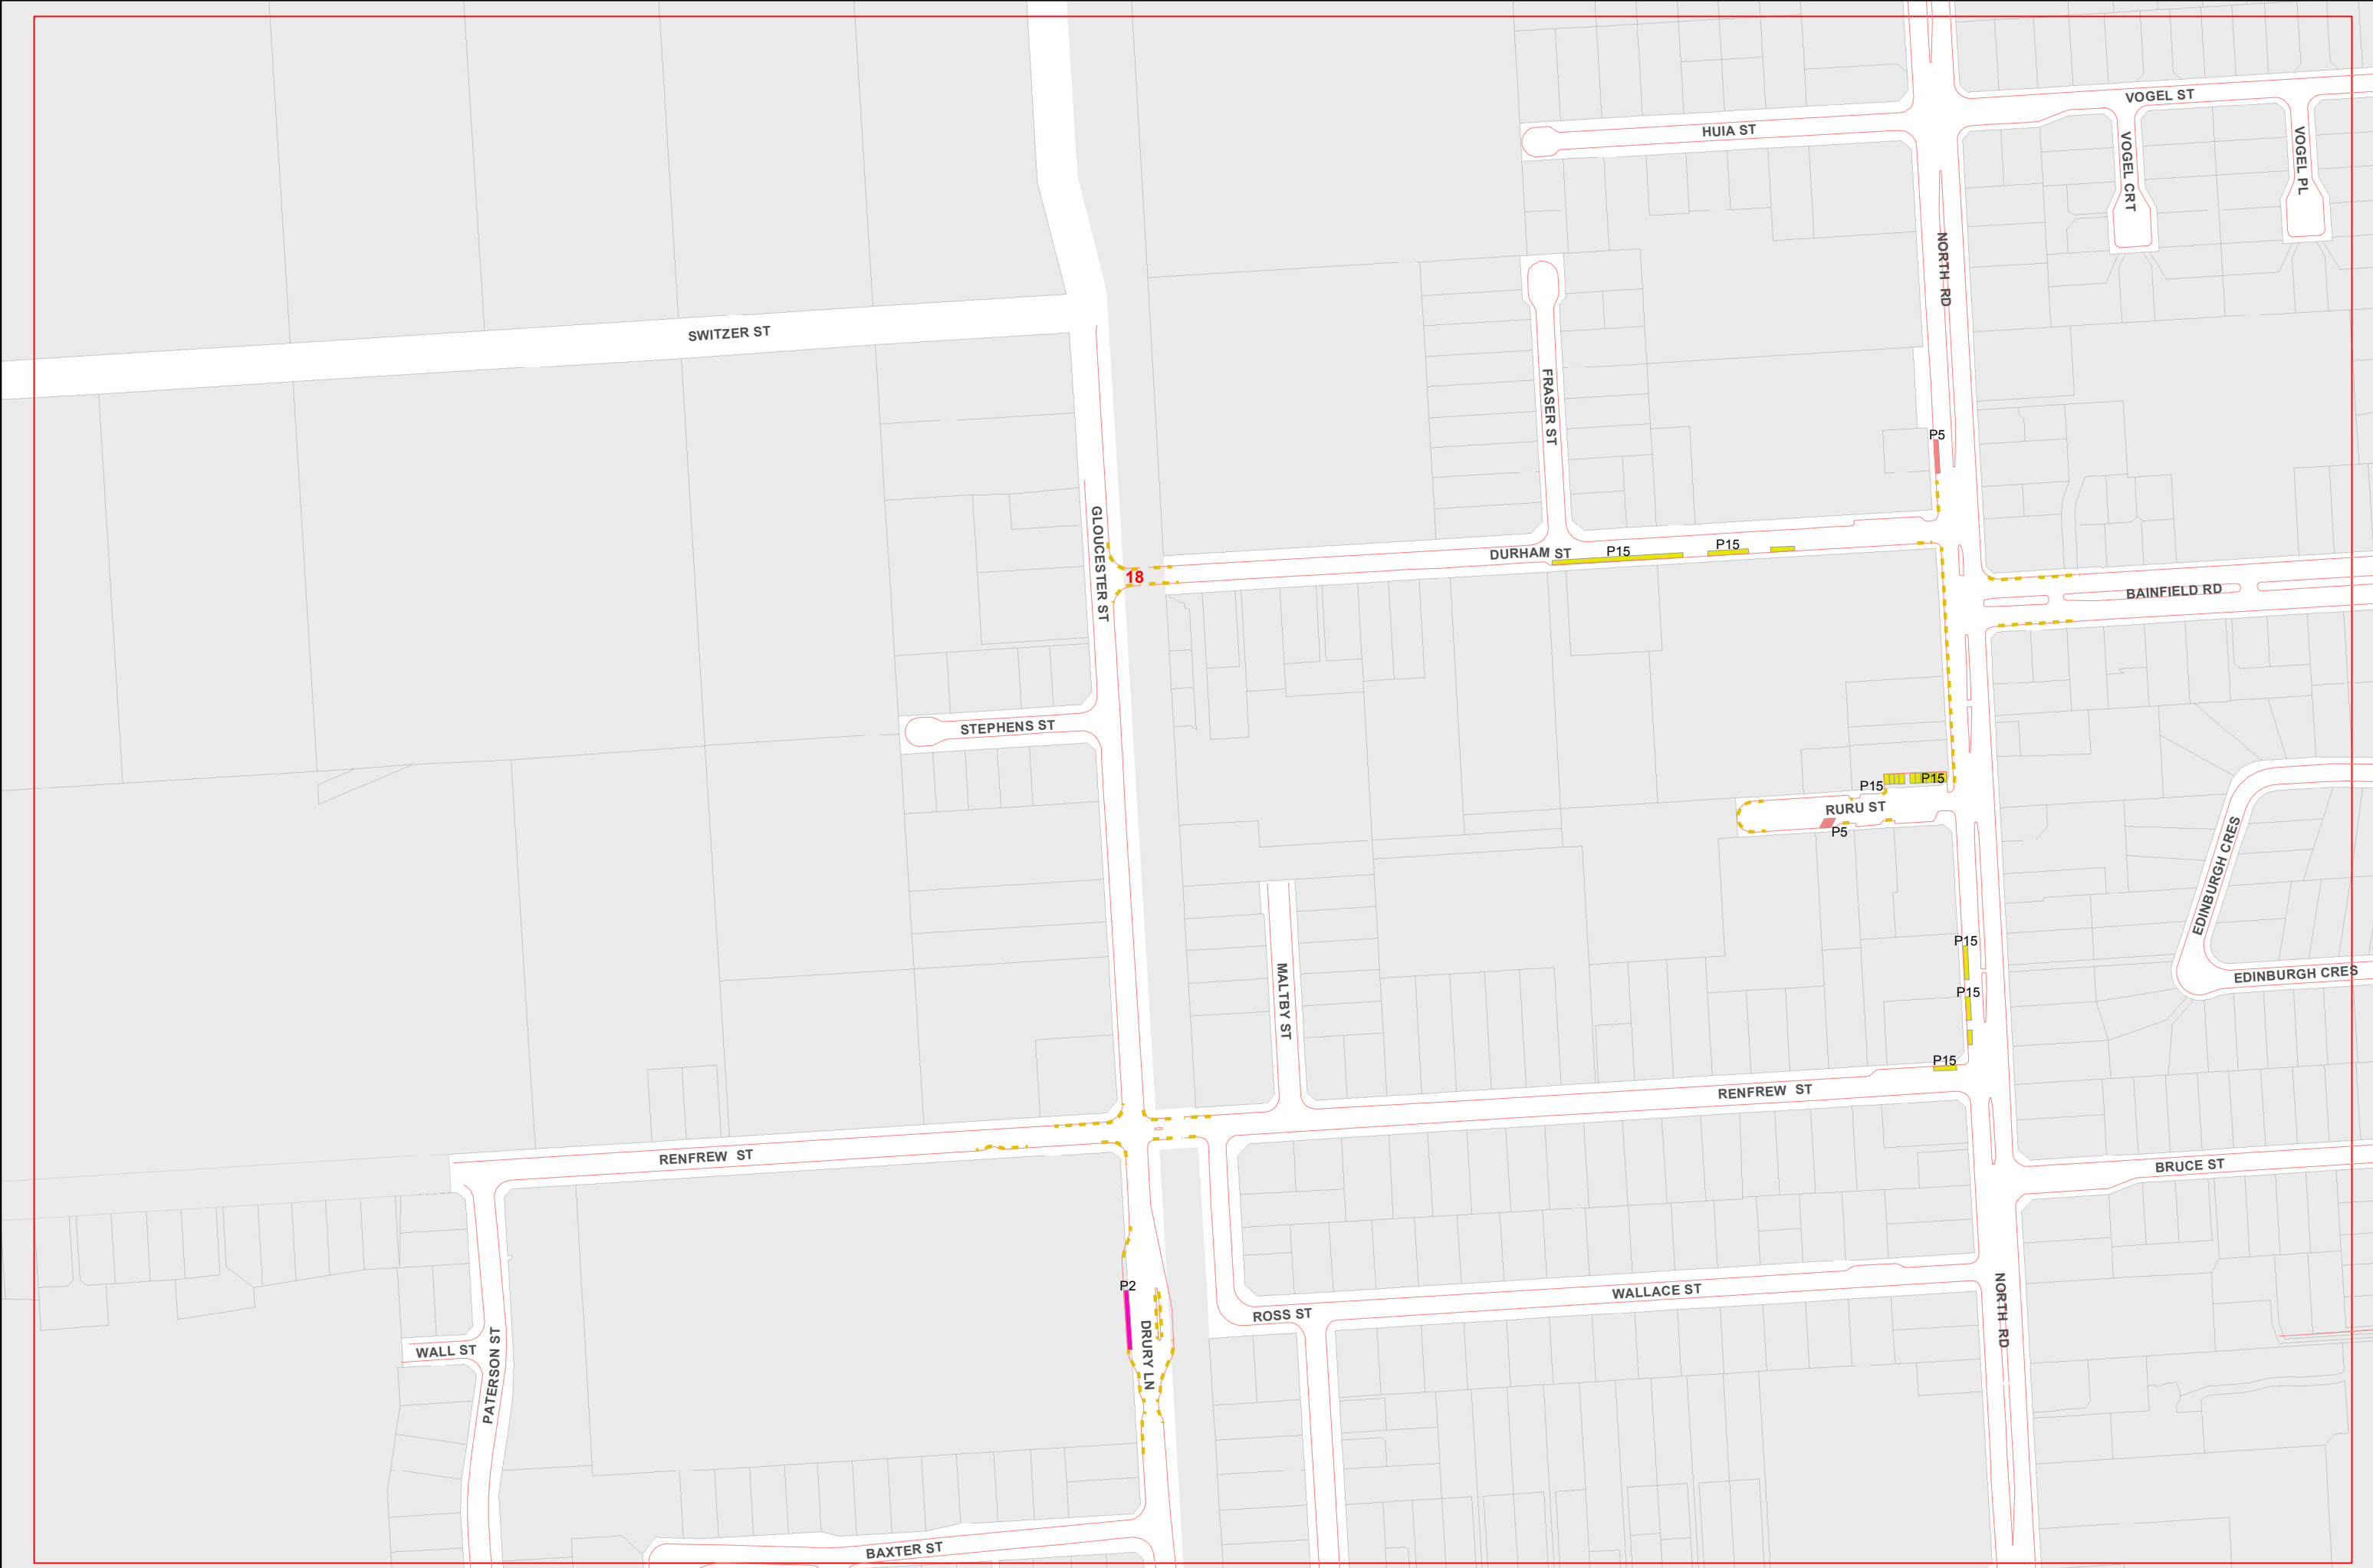 VOGEL ST
HUIA ST
VOGEL CRT
VOGEL PL
NORTH RD
SWITZER ST
FRASER ST
P5
GLOUCESTER ST
DURHAM ST
P15
P15
18
BAINFIELD RD
STEPHENS ST
P15
P15
RURU ST
P5
EDINBURGH CRES
EDINBURGH CRES
MALTBY ST
P15
P15
P15
RENFREW ST
RENFREW ST
BRUCE ST
P2
WALLACE ST
ROSS ST
NORTH RD
WALL ST
PATERSON ST
DRURY LN
BAXTER ST